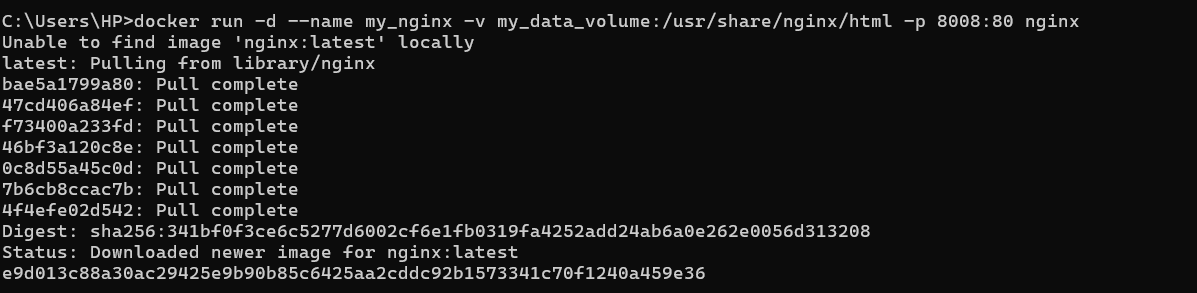 C:\Users\HP>docker run -d --name my_nginx -v my_data_volume:/usr/share/nginx/html -p 8008:80 nginx
Unable to find image 'nginx:latest' locally
latest: Pulling from library/nginx
bae5a1799a80: Pull complete
47cd406a84ef: Pull complete
f73400a233fd: Pull complete
46bf3a120c8e: Pull complete
0c8d55a45c0d: Pull complete
7b6cb8ccac7b: Pull complete
4f4efe02d542: Pull complete
Digest: sha256:341bf0f3ce6c5277d6002cf6e1fb0319fa4252add24ab6a0e262e0056d313208
Status: Downloaded newer image for nginx:latest
e9d013c88a30ac29425e9b90b85c6425aa2cddc92b1573341c70f1240a459e36